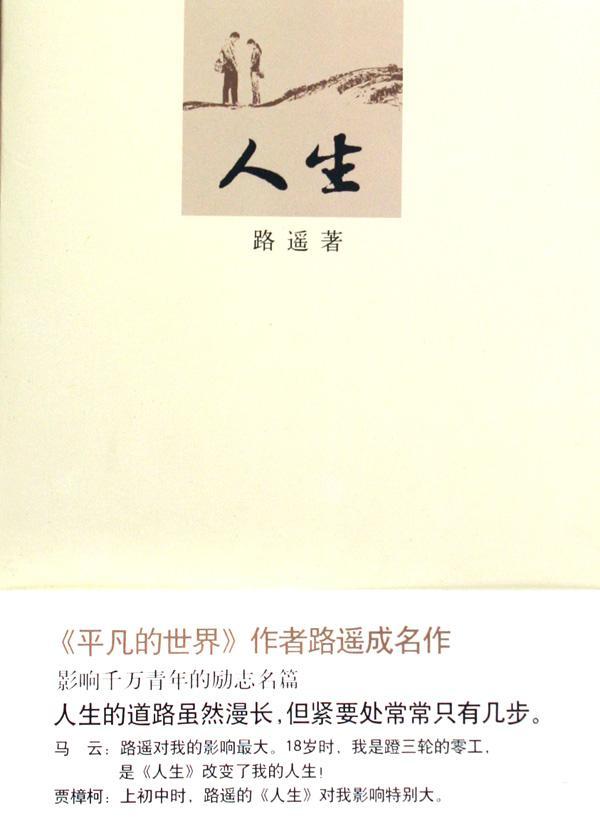 人生
路遥著
《平凡的世界》作者路遥成名作
影响千万青年的励志名篇
人生的道路虽然漫长,但紧要处常常只有几步。
马　云：路遥对我的影响最大。18岁时，我是蹬三轮的零工，
是《人生》改变了我的人生！
贾樟柯：上初中时，路遥的《人生》对我影响特别大。